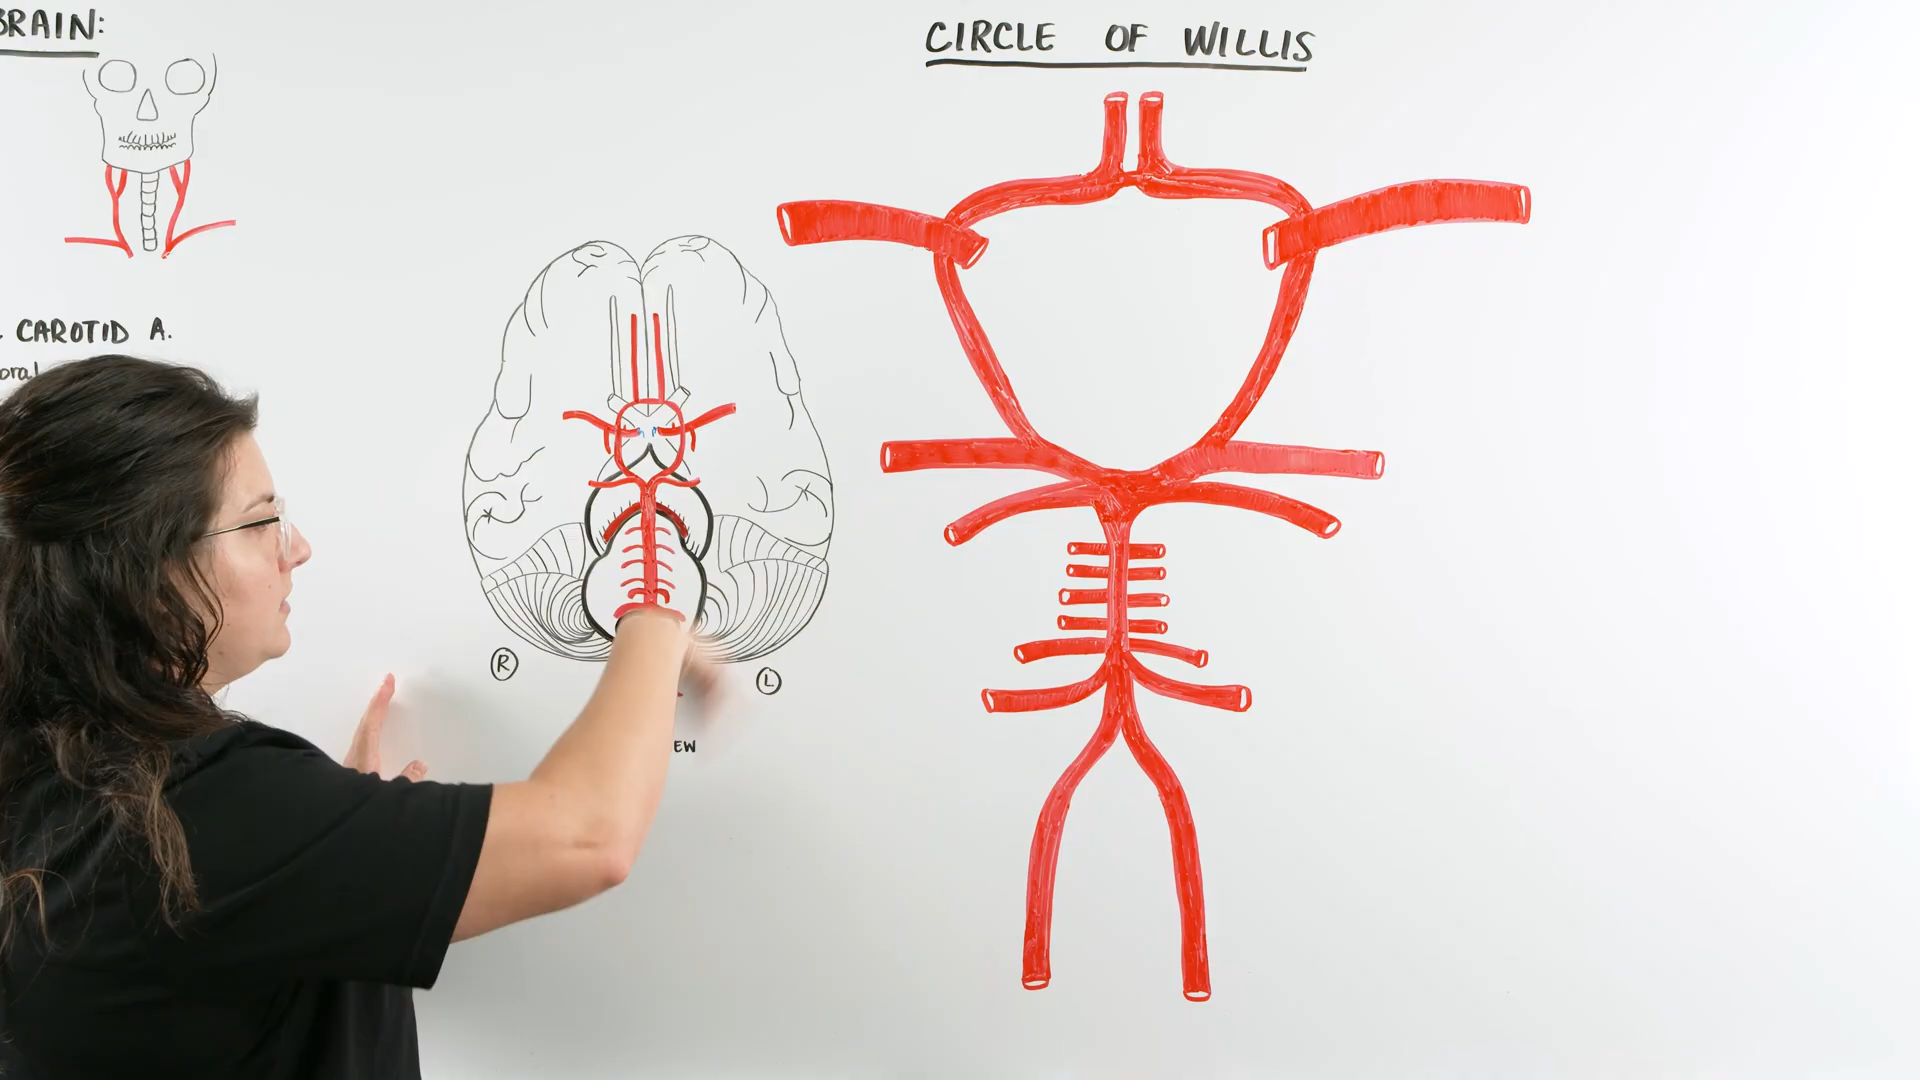 BRAIN:
CIRCLE OF WILLIS
CAROTID A.
R
L